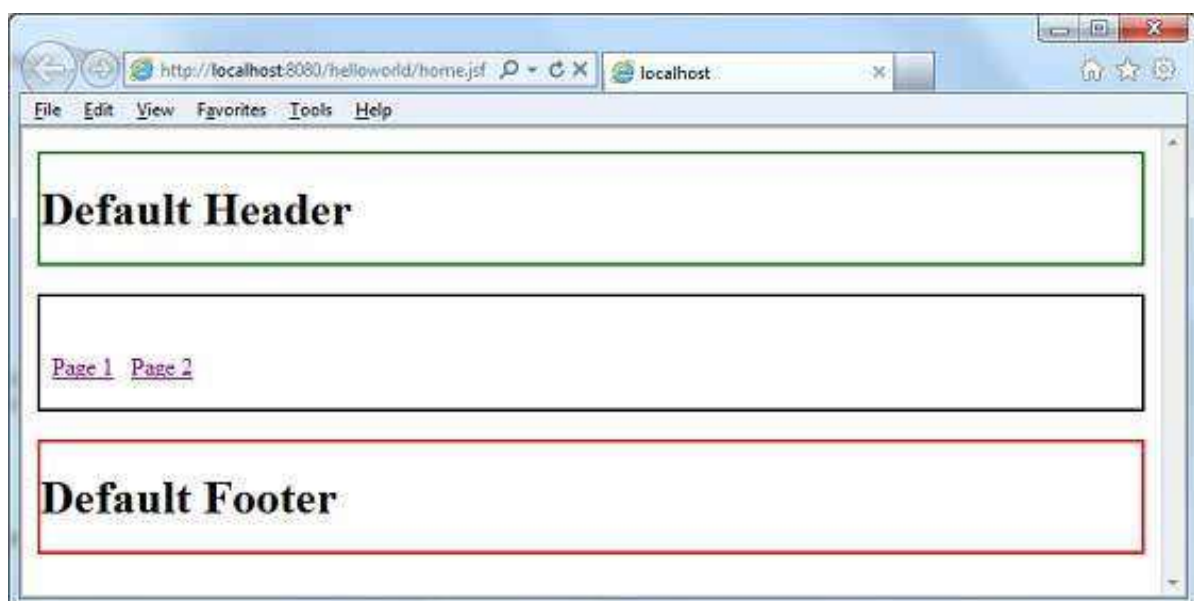 http://localhost:8080/helloworld/home.jsf
localhost
File Edit View Favorites Tools Help
Default Header
Page 1 Page 2
Default Footer